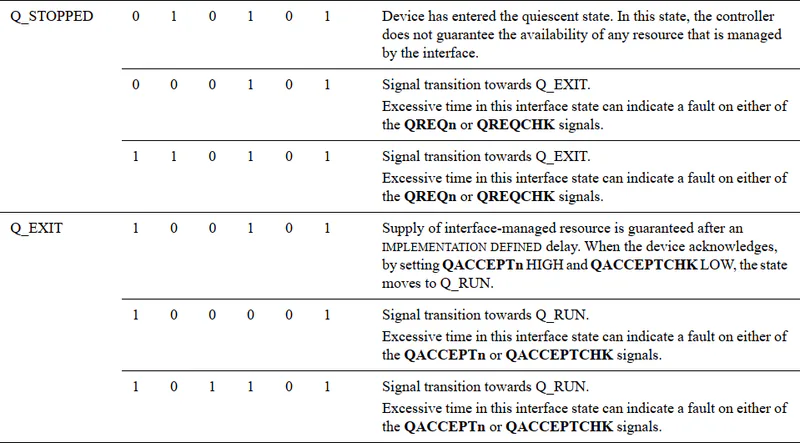 Q_STOPPED 0 1 0 1 0 1 Device has entered the quiescent state. In this state, the controller
does not guarantee the availability of any resource that is managed
by the interface.
0 0 0 1 0 1 Signal transition towards Q_EXIT.
Excessive time in this interface state can indicate a fault on either of
the QREQn or QREQCHK signals.
1 1 0 1 0 1 Signal transition towards Q_EXIT.
Excessive time in this interface state can indicate a fault on either of
the QREQn or QREQCHK signals.
Q_EXIT 1 0 0 1 0 1 Supply of interface-managed resource is guaranteed after an
IMPLEMENTATION DEFINED delay. When the device acknowledges,
by setting QACCEPTn HIGH and QACCEPTCHK LOW, the state
moves to Q_RUN.
1 0 0 0 0 1 Signal transition towards Q_RUN.
Excessive time in this interface state can indicate a fault on either of
the QACCEPTn or QACCEPTCHK signals.
1 0 1 1 0 1 Signal transition towards Q_RUN.
Excessive time in this interface state can indicate a fault on either of
the QACCEPTn or QACCEPTCHK signals.